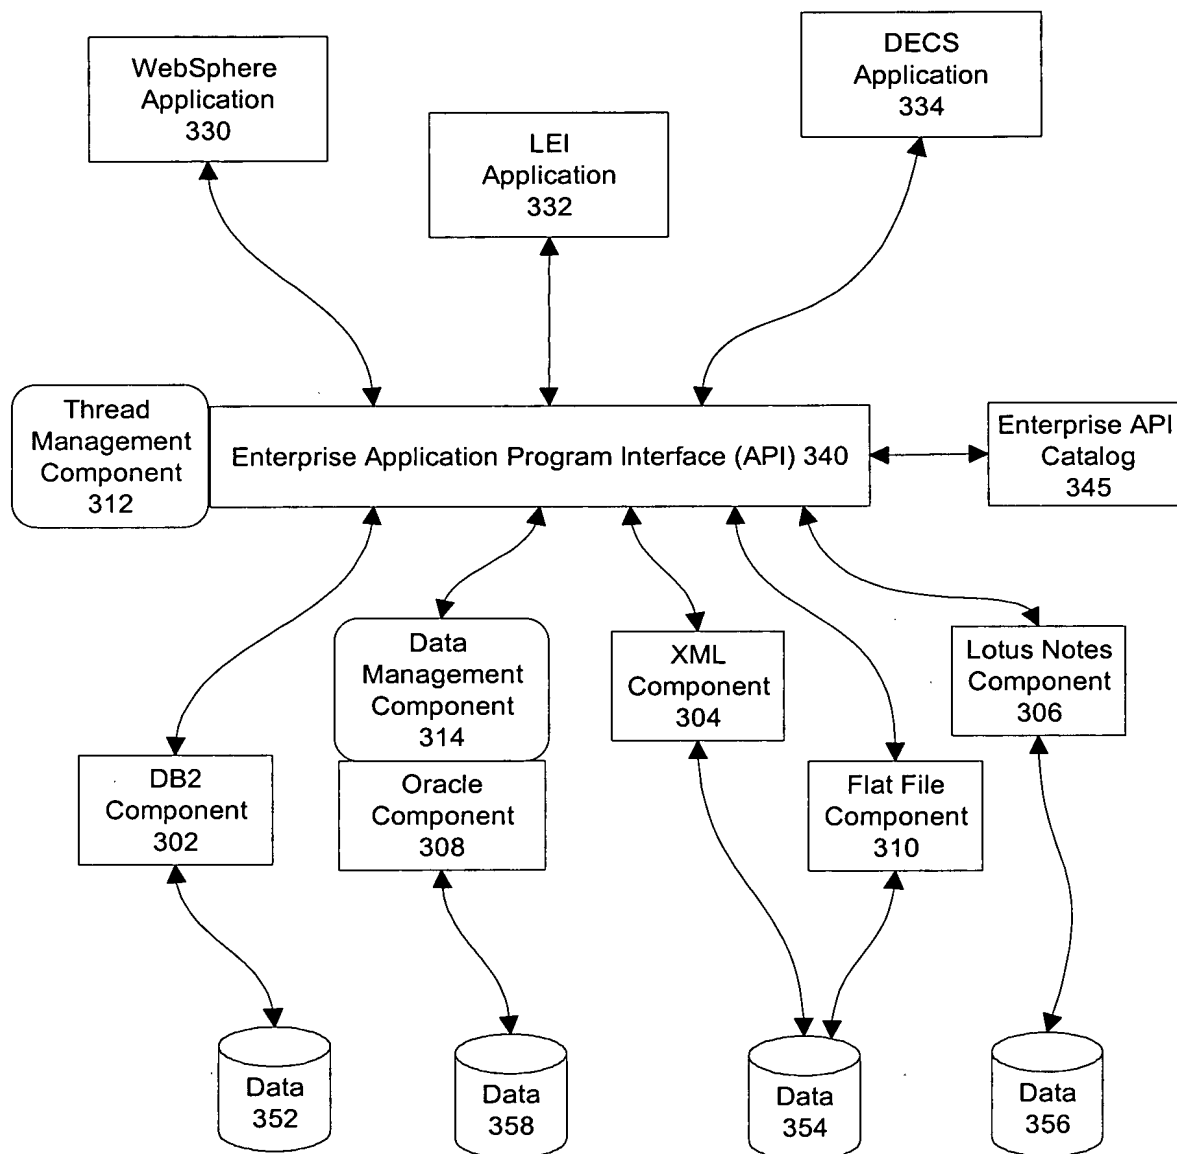 WebSphere
Application
330
LEI
Application
332
DECS
Application
334
Thread
Management
Component
312
Enterprise Application Program Interface (API) 340
Enterprise API
Catalog
345
Data
Management
Component
314
XML
Component
304
Lotus Notes
Component
306
DB2
Component
302
Oracle
Component
308
Flat File
Component
310
Data
352
Data
358
Data
354
Data
356